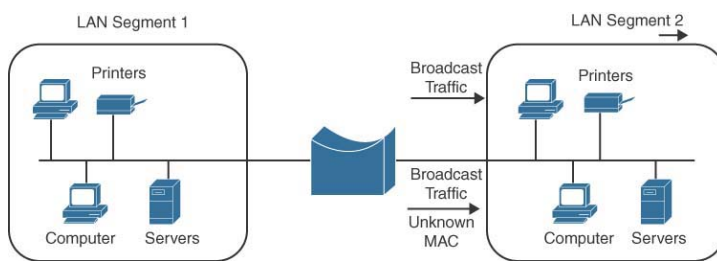 LAN Segment 1
Printers
Computer
Servers
Broadcast
Traffic
Broadcast
Traffic
Unknown
MAC
LAN Segment 2
Printers
Computer
Servers